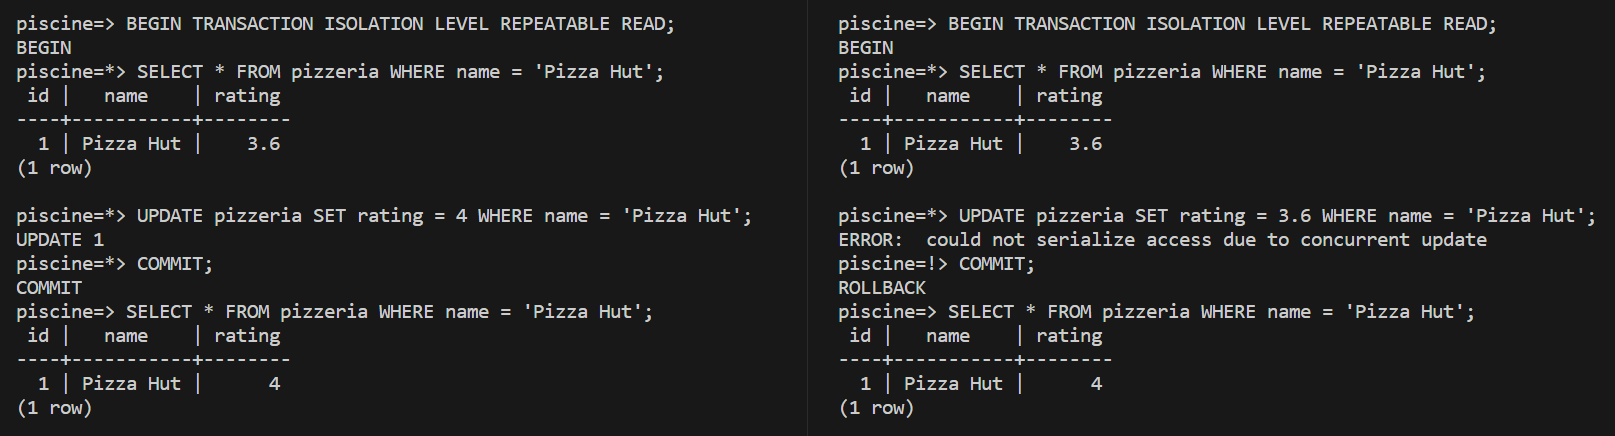 piscine=> BEGIN TRANSACTION ISOLATION LEVEL REPEATABLE READ;
BEGIN
piscine=*> SELECT * FROM pizzeria WHERE name = 'Pizza Hut';
 id |   name    | rating
----+-----------+--------
  1 | Pizza Hut |    3.6
(1 row)

piscine=*> UPDATE pizzeria SET rating = 4 WHERE name = 'Pizza Hut';
UPDATE 1
piscine=*> COMMIT;
COMMIT
piscine=> SELECT * FROM pizzeria WHERE name = 'Pizza Hut';
 id |   name    | rating
----+-----------+--------
  1 | Pizza Hut |      4
(1 row)

piscine=> BEGIN TRANSACTION ISOLATION LEVEL REPEATABLE READ;
BEGIN
piscine=*> SELECT * FROM pizzeria WHERE name = 'Pizza Hut';
 id |   name    | rating
----+-----------+--------
  1 | Pizza Hut |    3.6
(1 row)

piscine=*> UPDATE pizzeria SET rating = 3.6 WHERE name = 'Pizza Hut';
ERROR:  could not serialize access due to concurrent update
piscine=!> COMMIT;
ROLLBACK
piscine=> SELECT * FROM pizzeria WHERE name = 'Pizza Hut';
 id |   name    | rating
----+-----------+--------
  1 | Pizza Hut |      4
(1 row)